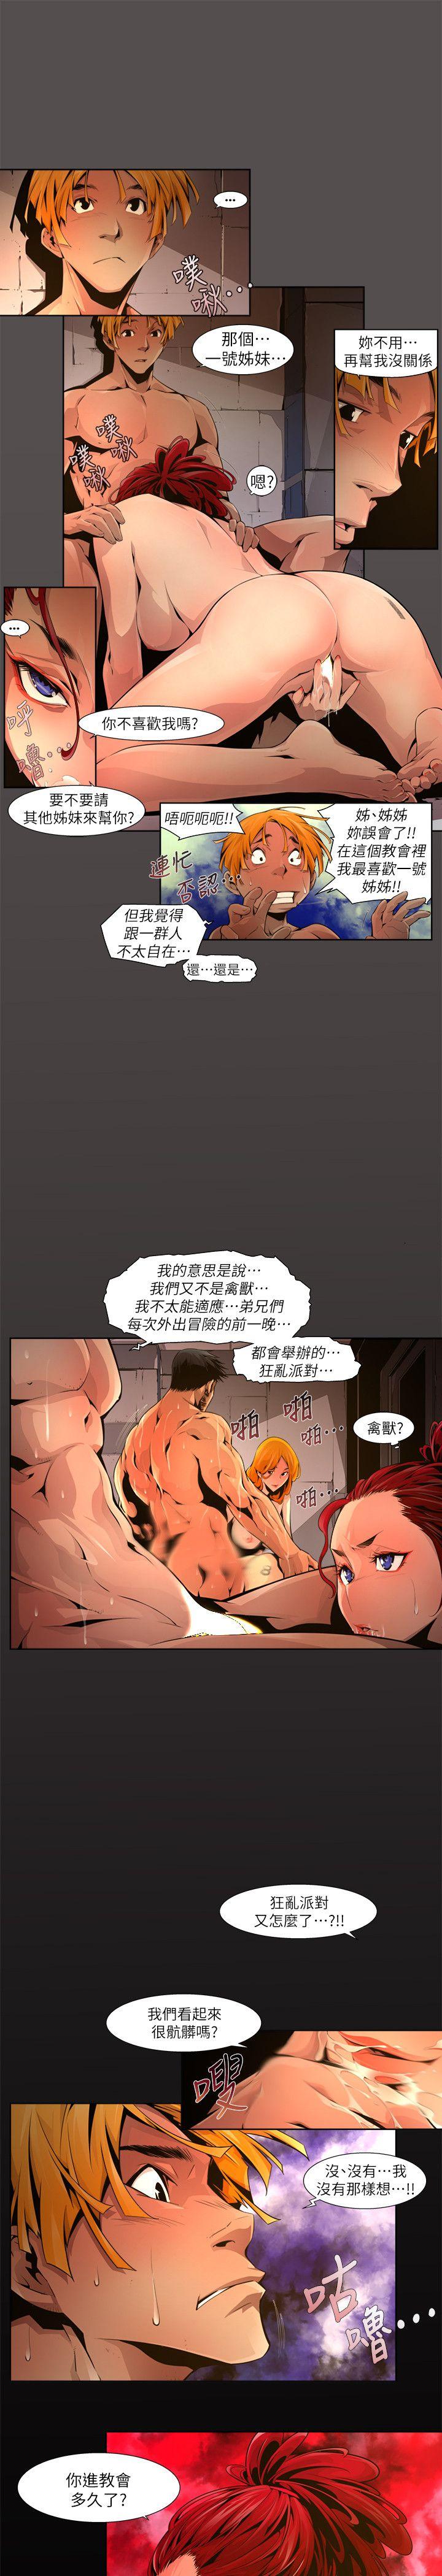 …
噗
啾…
那個…
一號姊妹…
妳不用…
再幫我沒關係
噗
啾
噗
啾
嗯?
…
呼
嚕…
你不喜歡我嗎?
要不要請
其他姊妹來幫你?
唔呃呃呃!!
姊、姊姊
妳誤會了!!
在這個教會裡
我最喜歡一號
姊姊!!
連忙
否認…
但我覺得
跟一群人
不太自在…
還…還是…
我的意思是說…
我們又不是禽獸…
我不太能適應…弟兄們
每次外出冒險的前一晚…
都會舉辦的…
狂亂派對…
啪
啪
啪…
啪…
禽獸?
狂亂派對
又怎麼了…?!!
我們看起來
很骯髒嗎?
嗖
沒、沒有…我
沒有那樣想…!!
咕
嚕…
你進教會
多久了?